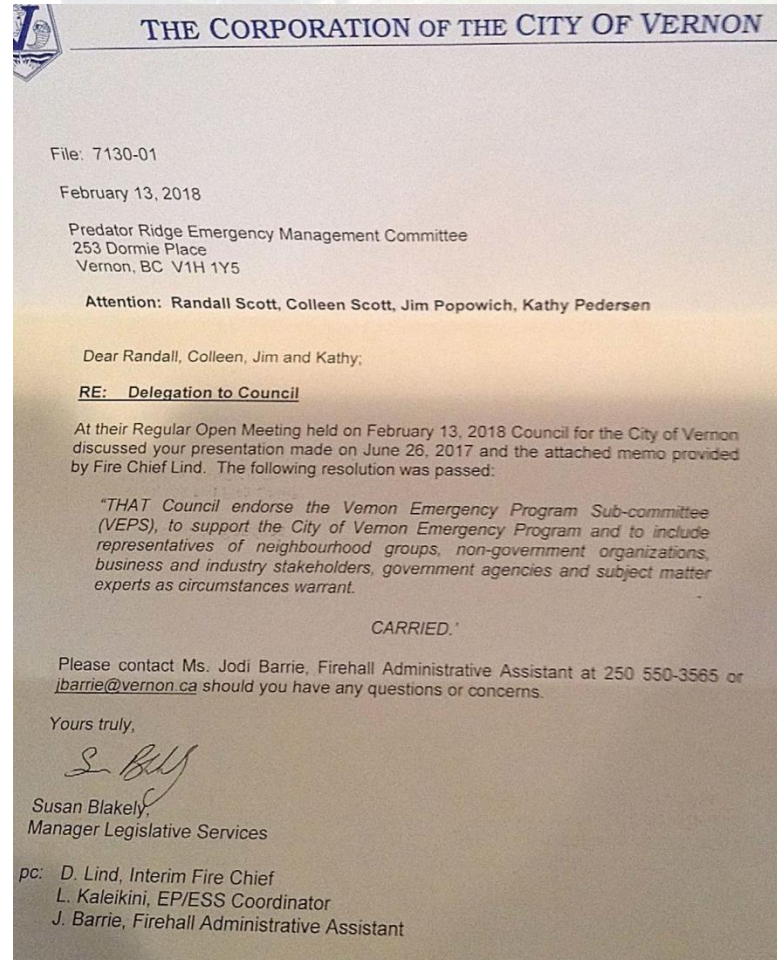 THE CORPORATION OF THE CITY OF VERNON
File: 7130-01
February 13, 2018
Predator Ridge Emergency Management Committee
253 Dormie Place
Vernon, BC V1H 1Y5
Attention: Randall Scott, Colleen Scott, Jim Popowich, Kathy Pedersen
Dear Randall, Colleen, Jim and Kathy;
RE: Delegation to Council
At their Regular Open Meeting held on February 13, 2018 Council for the City of Vernon
discussed your presentation made on June 26, 2017 and the attached memo provided
by Fire Chief Lind. The following resolution was passed:
"THAT Council endorse the Vernon Emergency Program Sub-committee
(VEPS), to support the City of Vernon Emergency Program and to include
representatives of neighbourhood groups, non-government organizations,
business and industry stakeholders, government agencies and subject matter
experts as circumstances warrant.
CARRIED.'
Please contact Ms. Jodi Barrie, Firehall Administrative Assistant at 250 550-3565 or
jbarrie@vernon.ca should you have any questions or concerns.
Yours truly,
Susan Blakely,
Manager Legislative Services
pc: D. Lind, Interim Fire Chief
L. Kaleikini, EP/ESS Coordinator
J. Barrie, Firehall Administrative Assistant